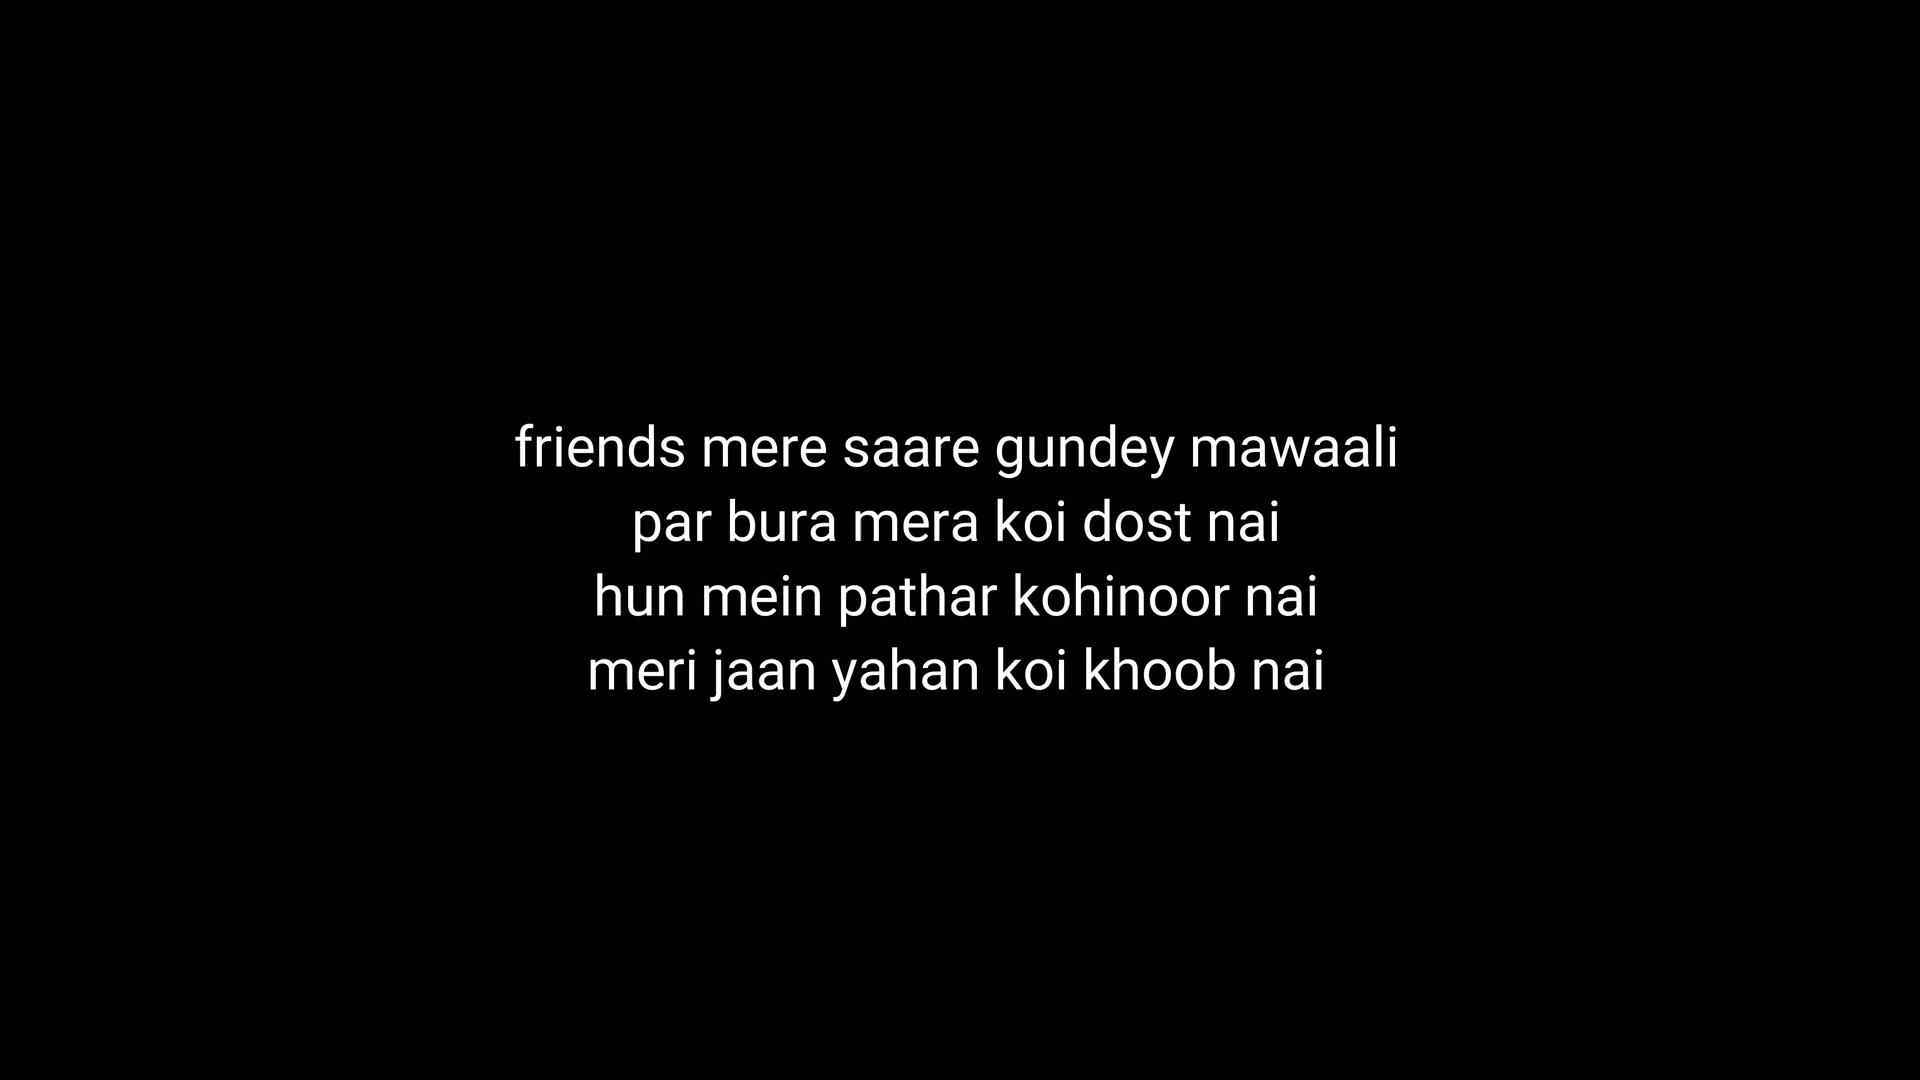 friends mere saare gundey mawaali
par bura mera koi dost nai
hun mein pathar kohinoor nai
meri jaan yahan koi khoob nai